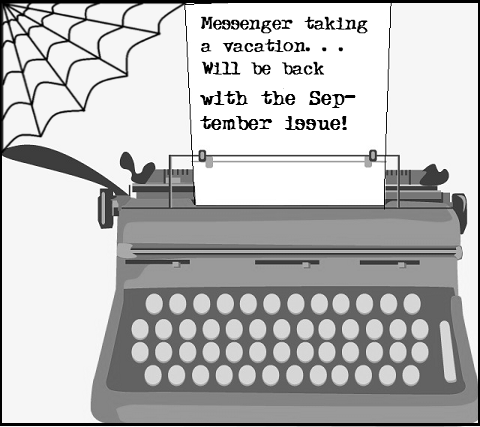 Messenger taking
a vacation. . .
Will be back
with the Sep-
tember issue!